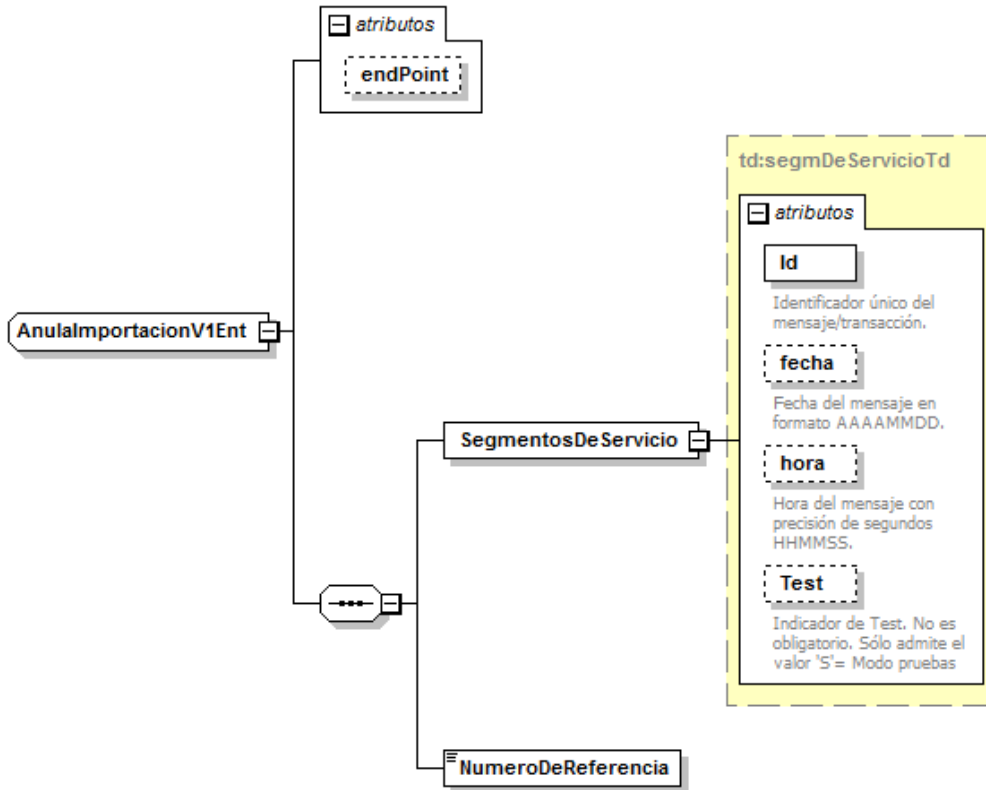 atributos
endPoint
td:segmDeServicioTd
atributos
Id
Identificador único del
mensaje/transacción.
fecha
Fecha del mensaje en
formato AAAAMMDD.
AnulaImportacionV1Ent
SegmentosDeServicio
hora
Hora del mensaje con
precisión de segundos
HHMMSS.
Test
Indicador de Test. No es
obligatorio. Sólo admite el
valor 'S'= Modo pruebas
NumeroDeReferencia